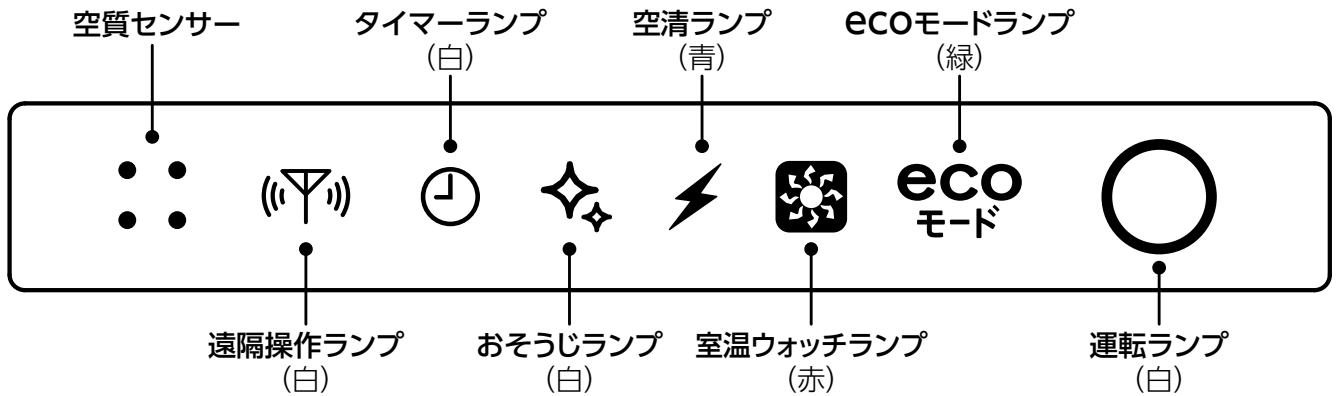 空質センサー
タイマーランプ
（白）
空清ランプ
（青）
ecoモードランプ
（緑）
eco
モード
遠隔操作ランプ
（白）
おそうじランプ
（白）
室温ウォッチランプ
（赤）
運転ランプ
（白）